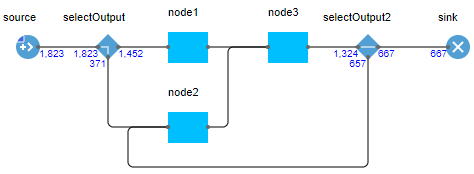 source
selectOutput
node1
node3
selectOutput2
sink
1,823
1,823
1,452
371
1,324
667
657
667
node2